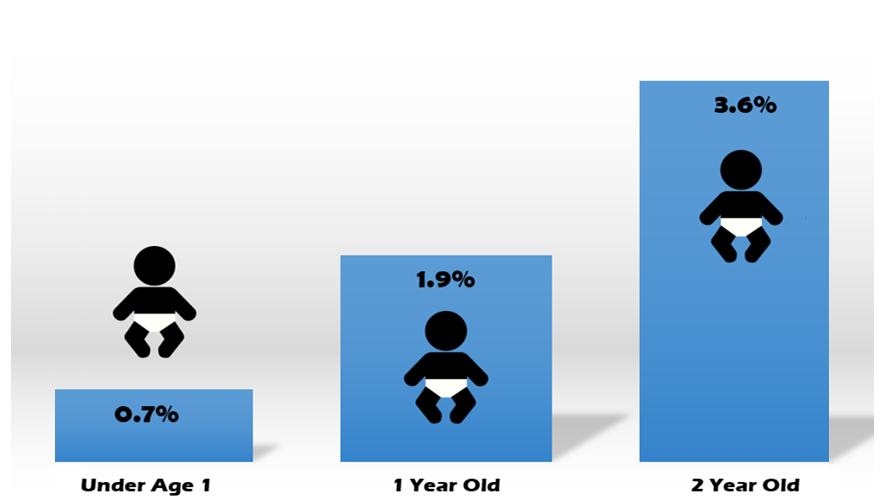 3.6%
1.9%
0.7%
Under Age 1
1 Year Old
2 Year Old